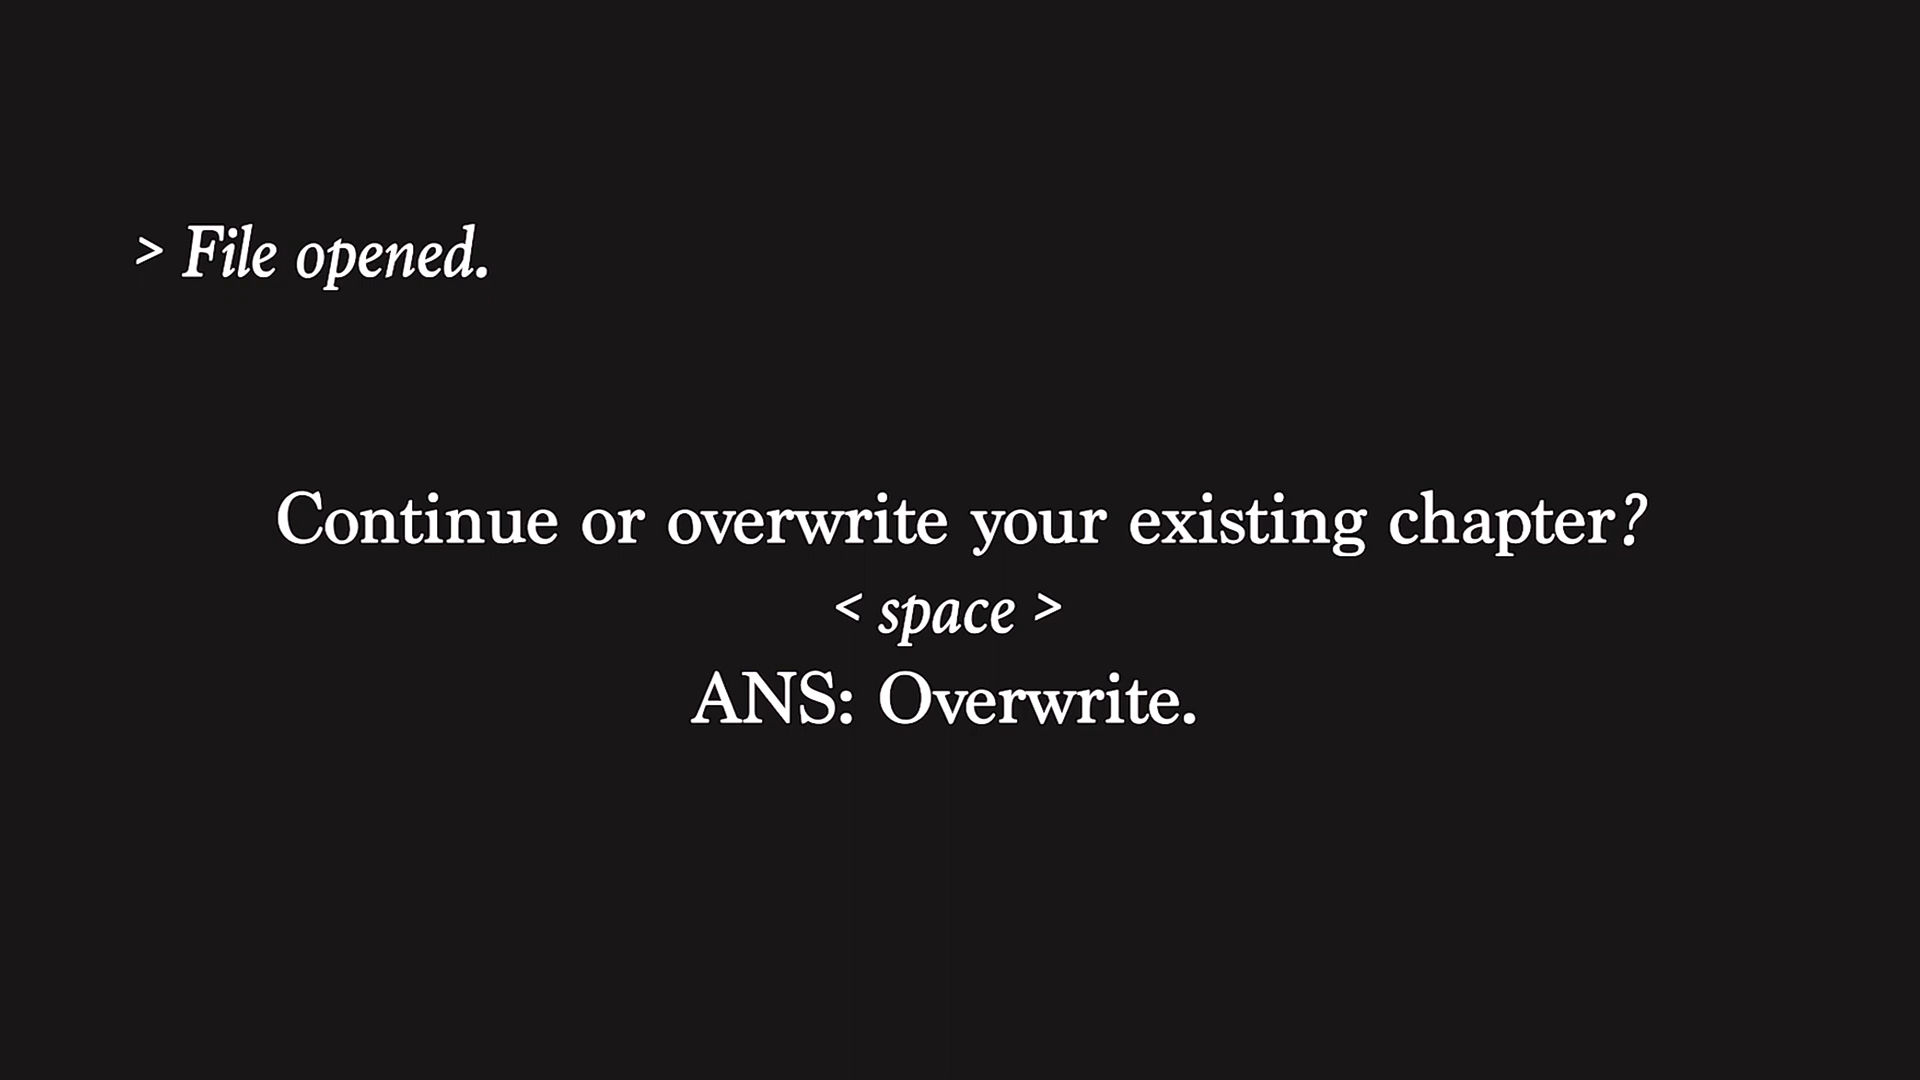 > File opened.
Continue or overwrite your existing chapter?
< space >
ANS: Overwrite.